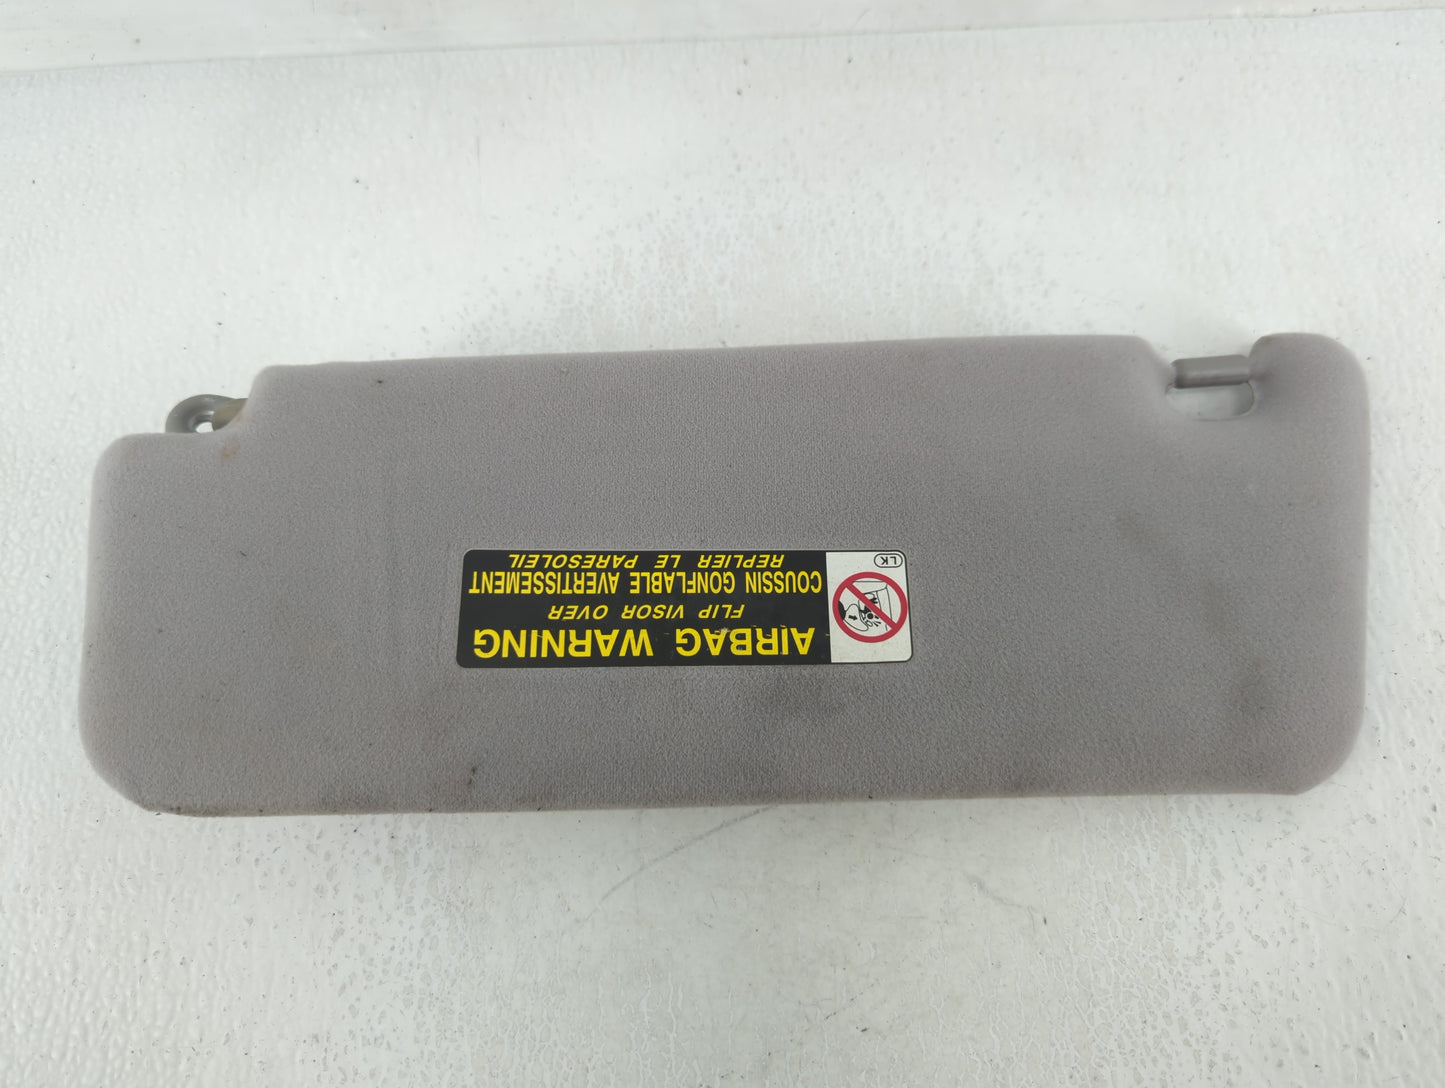 AIRBAG WARNING
FLIP VISOR OVER
COUSSIN GONFLABLE AVERTISSEMENT
REPLIER LE PARESOLEIL
LK